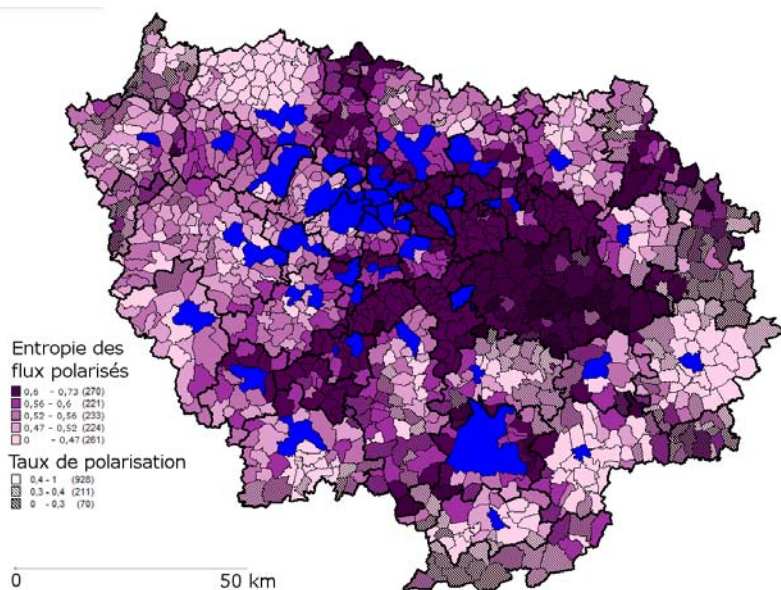 Entropie des
flux polarisés
0,6 - 0,73 (270)
0,56 - 0,6 (221)
0,52 - 0,56 (233)
0,47 - 0,52 (224)
0 - 0,47 (261)
Taux de polarisation
0,4 - 1 (928)
0,3 - 0,4 (211)
0 - 0,3 (70)
0 50 km